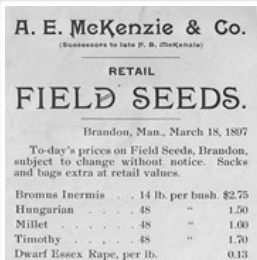 A. E. McKenzie & Co.
(Successors to late F. B. McKenzie)
RETAIL
FIELD SEEDS.
Brandon, Man., March 18, 1897
To-day's prices on Field Seeds, Brandon,
subject to change without notice. Sacks
and bags extra at retail values.
Bromus Inermis . . 14 lb. per bush. $2.75
Hungarian . . . . 48 " 1.50
Millet . . . . . 48 " 1.60
Timothy . . . . 48 " 1.70
Dwarf Essex Rape, per lb. 0.13